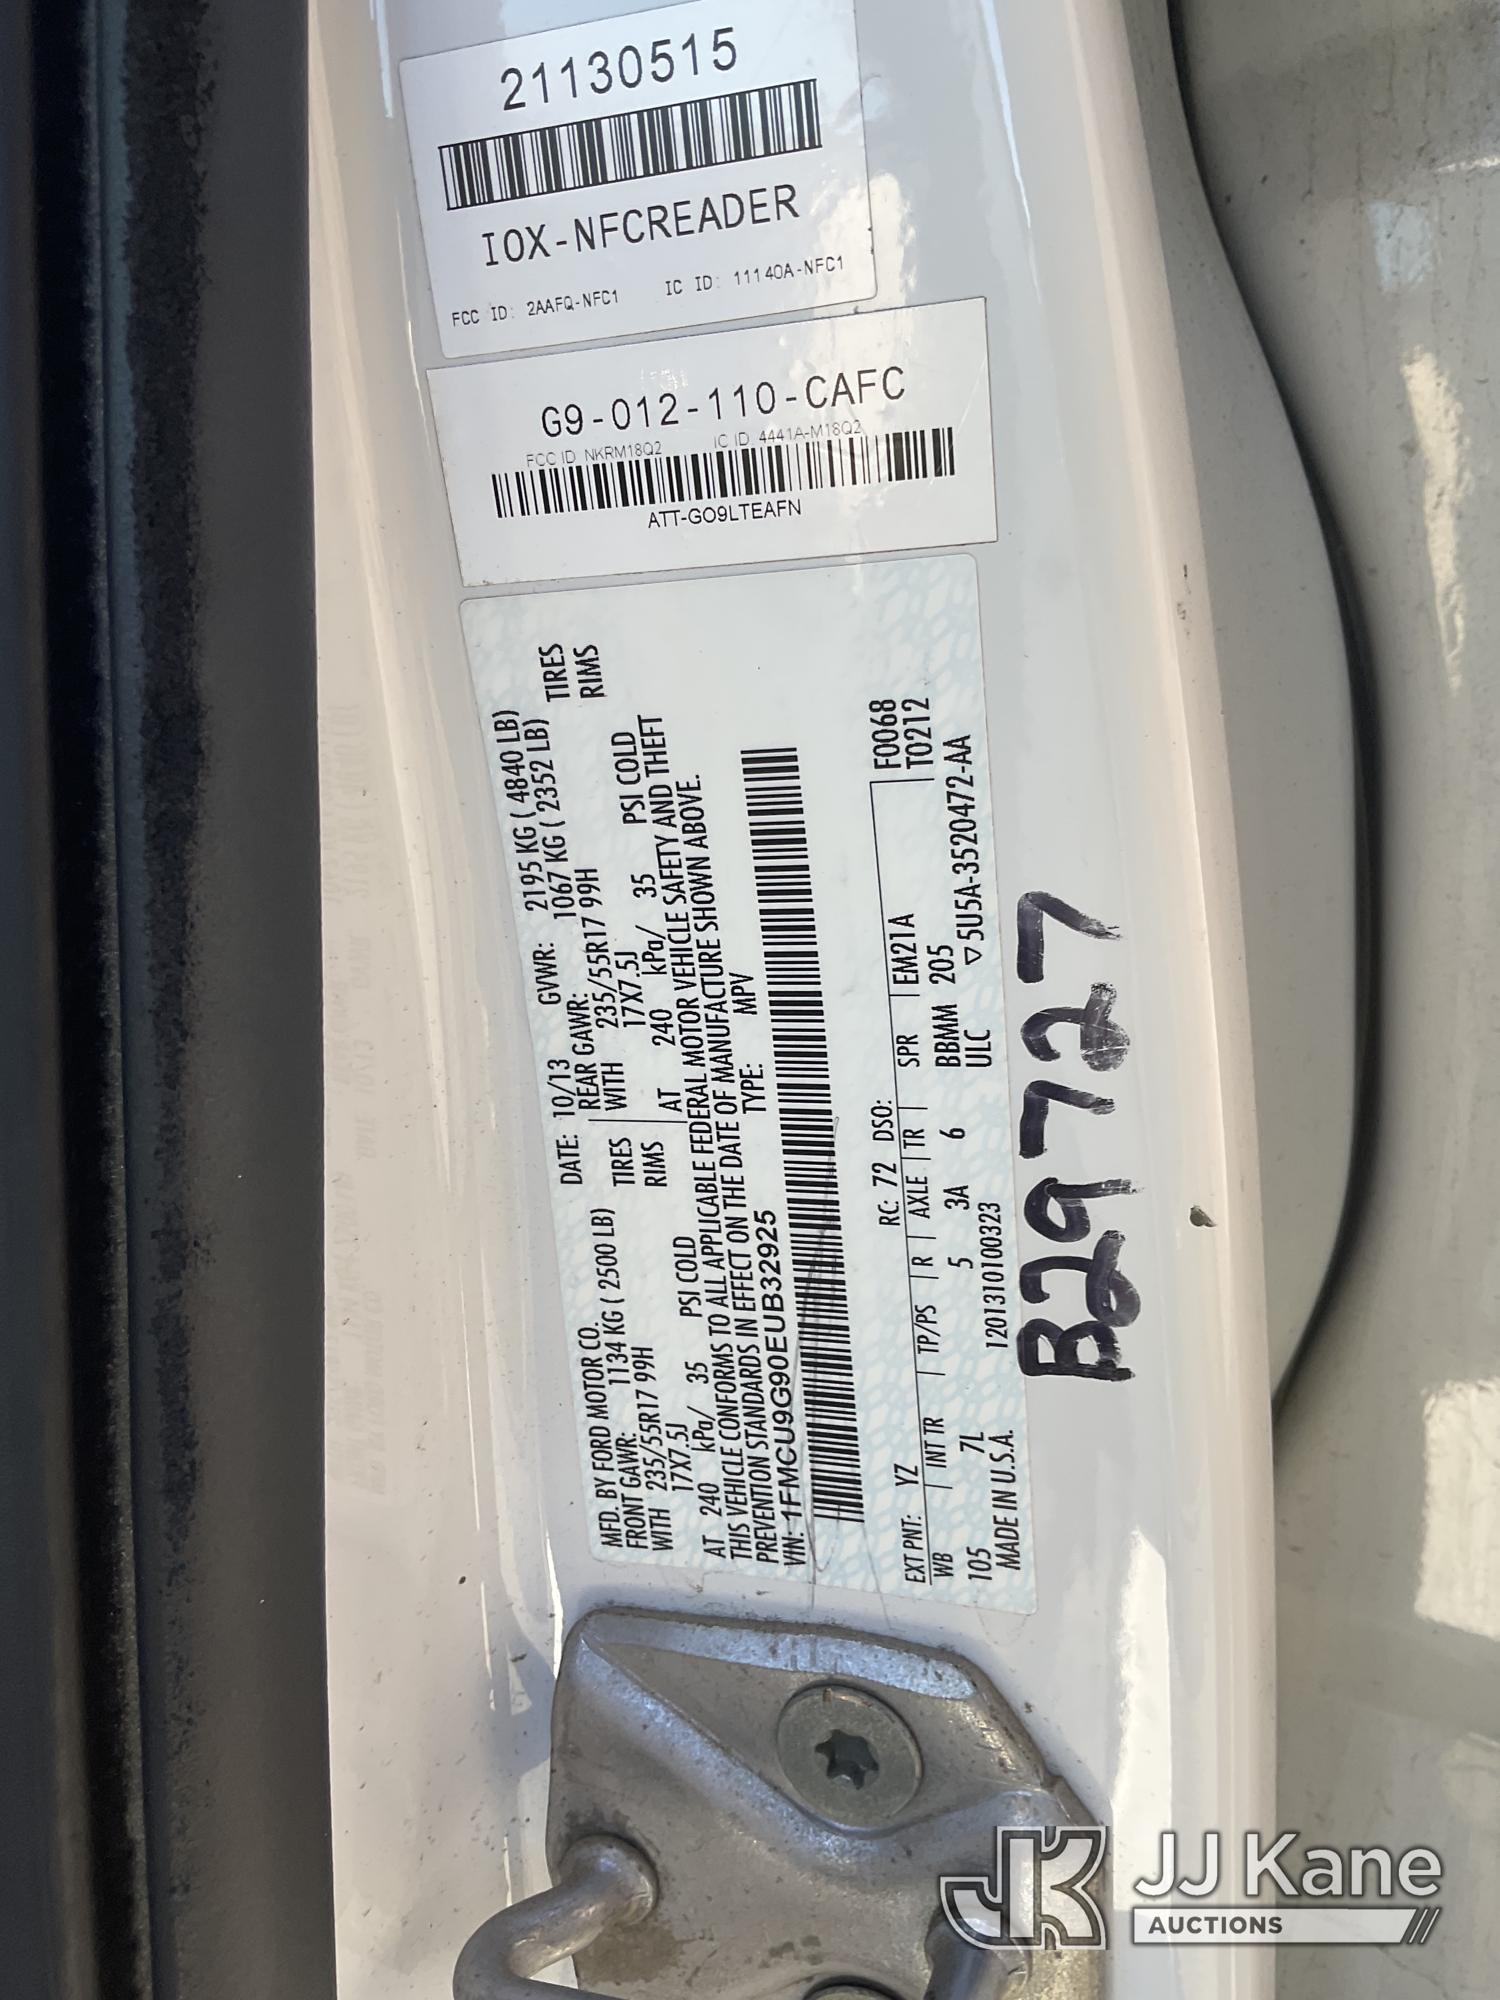 21130515
IOX-NFCREADER
FCC ID: 2AAFQ-NFC1 IC ID: 11140A-NFC1
G9-012-110-CAFC
FCC ID NKRM18Q2 IC ID 4441A-M18Q2
ATT-GO9LTEAFN
MFD. BY FORD MOTOR CO. DATE: 10/13 GVWR: 2195 KG ( 4840 LB)
FRONT GAWR: 1134 KG ( 2500 LB) REAR GAWR: 1067 KG ( 2352 LB)
WITH 235/55R17 99H TIRES WITH 235/55R17 99H TIRES
17X7.5J RIMS 17X7.5J RIMS
AT 240 kPa/ 35 PSI COLD AT 240 kPa/ 35 PSI COLD
THIS VEHICLE CONFORMS TO ALL APPLICABLE FEDERAL MOTOR VEHICLE SAFETY AND THEFT
PREVENTION STANDARDS IN EFFECT ON THE DATE OF MANUFACTURE SHOWN ABOVE.
VIN: 1FMCU9G90EUB32925 TYPE: MPV
EXT PNT: YZ RC: 72 DSO: F0068
WB INT TR TP/PS R AXLE TR SPR EM21A T0212
105 7L 5 3A 6 BBMM 205
MADE IN U.S.A. 1201310100323 ULC ▽5U5A-3520472-AA
B29727
JK JJ Kane
AUCTIONS